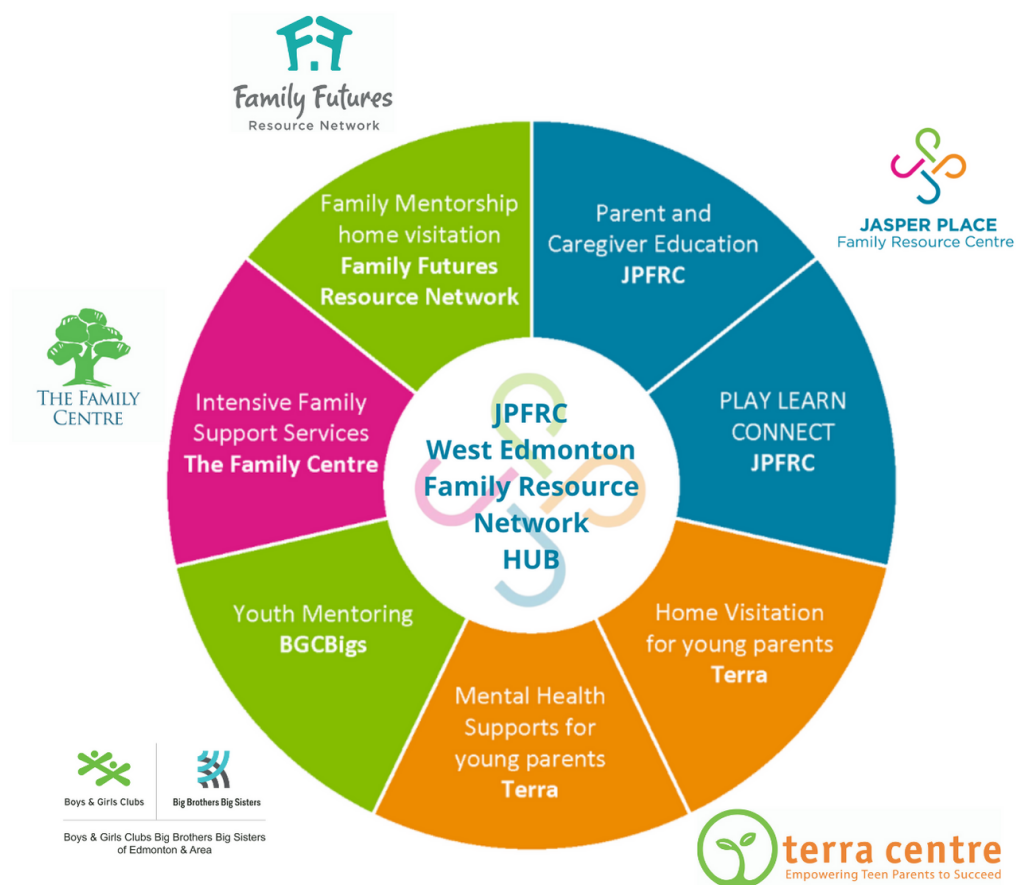 Family Futures
Resource Network
JASPER PLACE
Family Resource Centre
THE FAMILY
CENTRE
Family Mentorship
home visitation
Family Futures
Resource Network
Parent and
Caregiver Education
JPFRC
PLAY LEARN
CONNECT
JPFRC
Home Visitation
for young parents
Terra
Mental Health
Supports for
young parents
Terra
Youth Mentoring
BGCBigs
Intensive Family
Support Services
The Family Centre
JPFRC
West Edmonton
Family Resource
Network
HUB
Boys & Girls Clubs
Big Brothers Big Sisters
Boys & Girls Clubs Big Brothers Big Sisters
of Edmonton & Area
terra centre
Empowering Teen Parents to Succeed